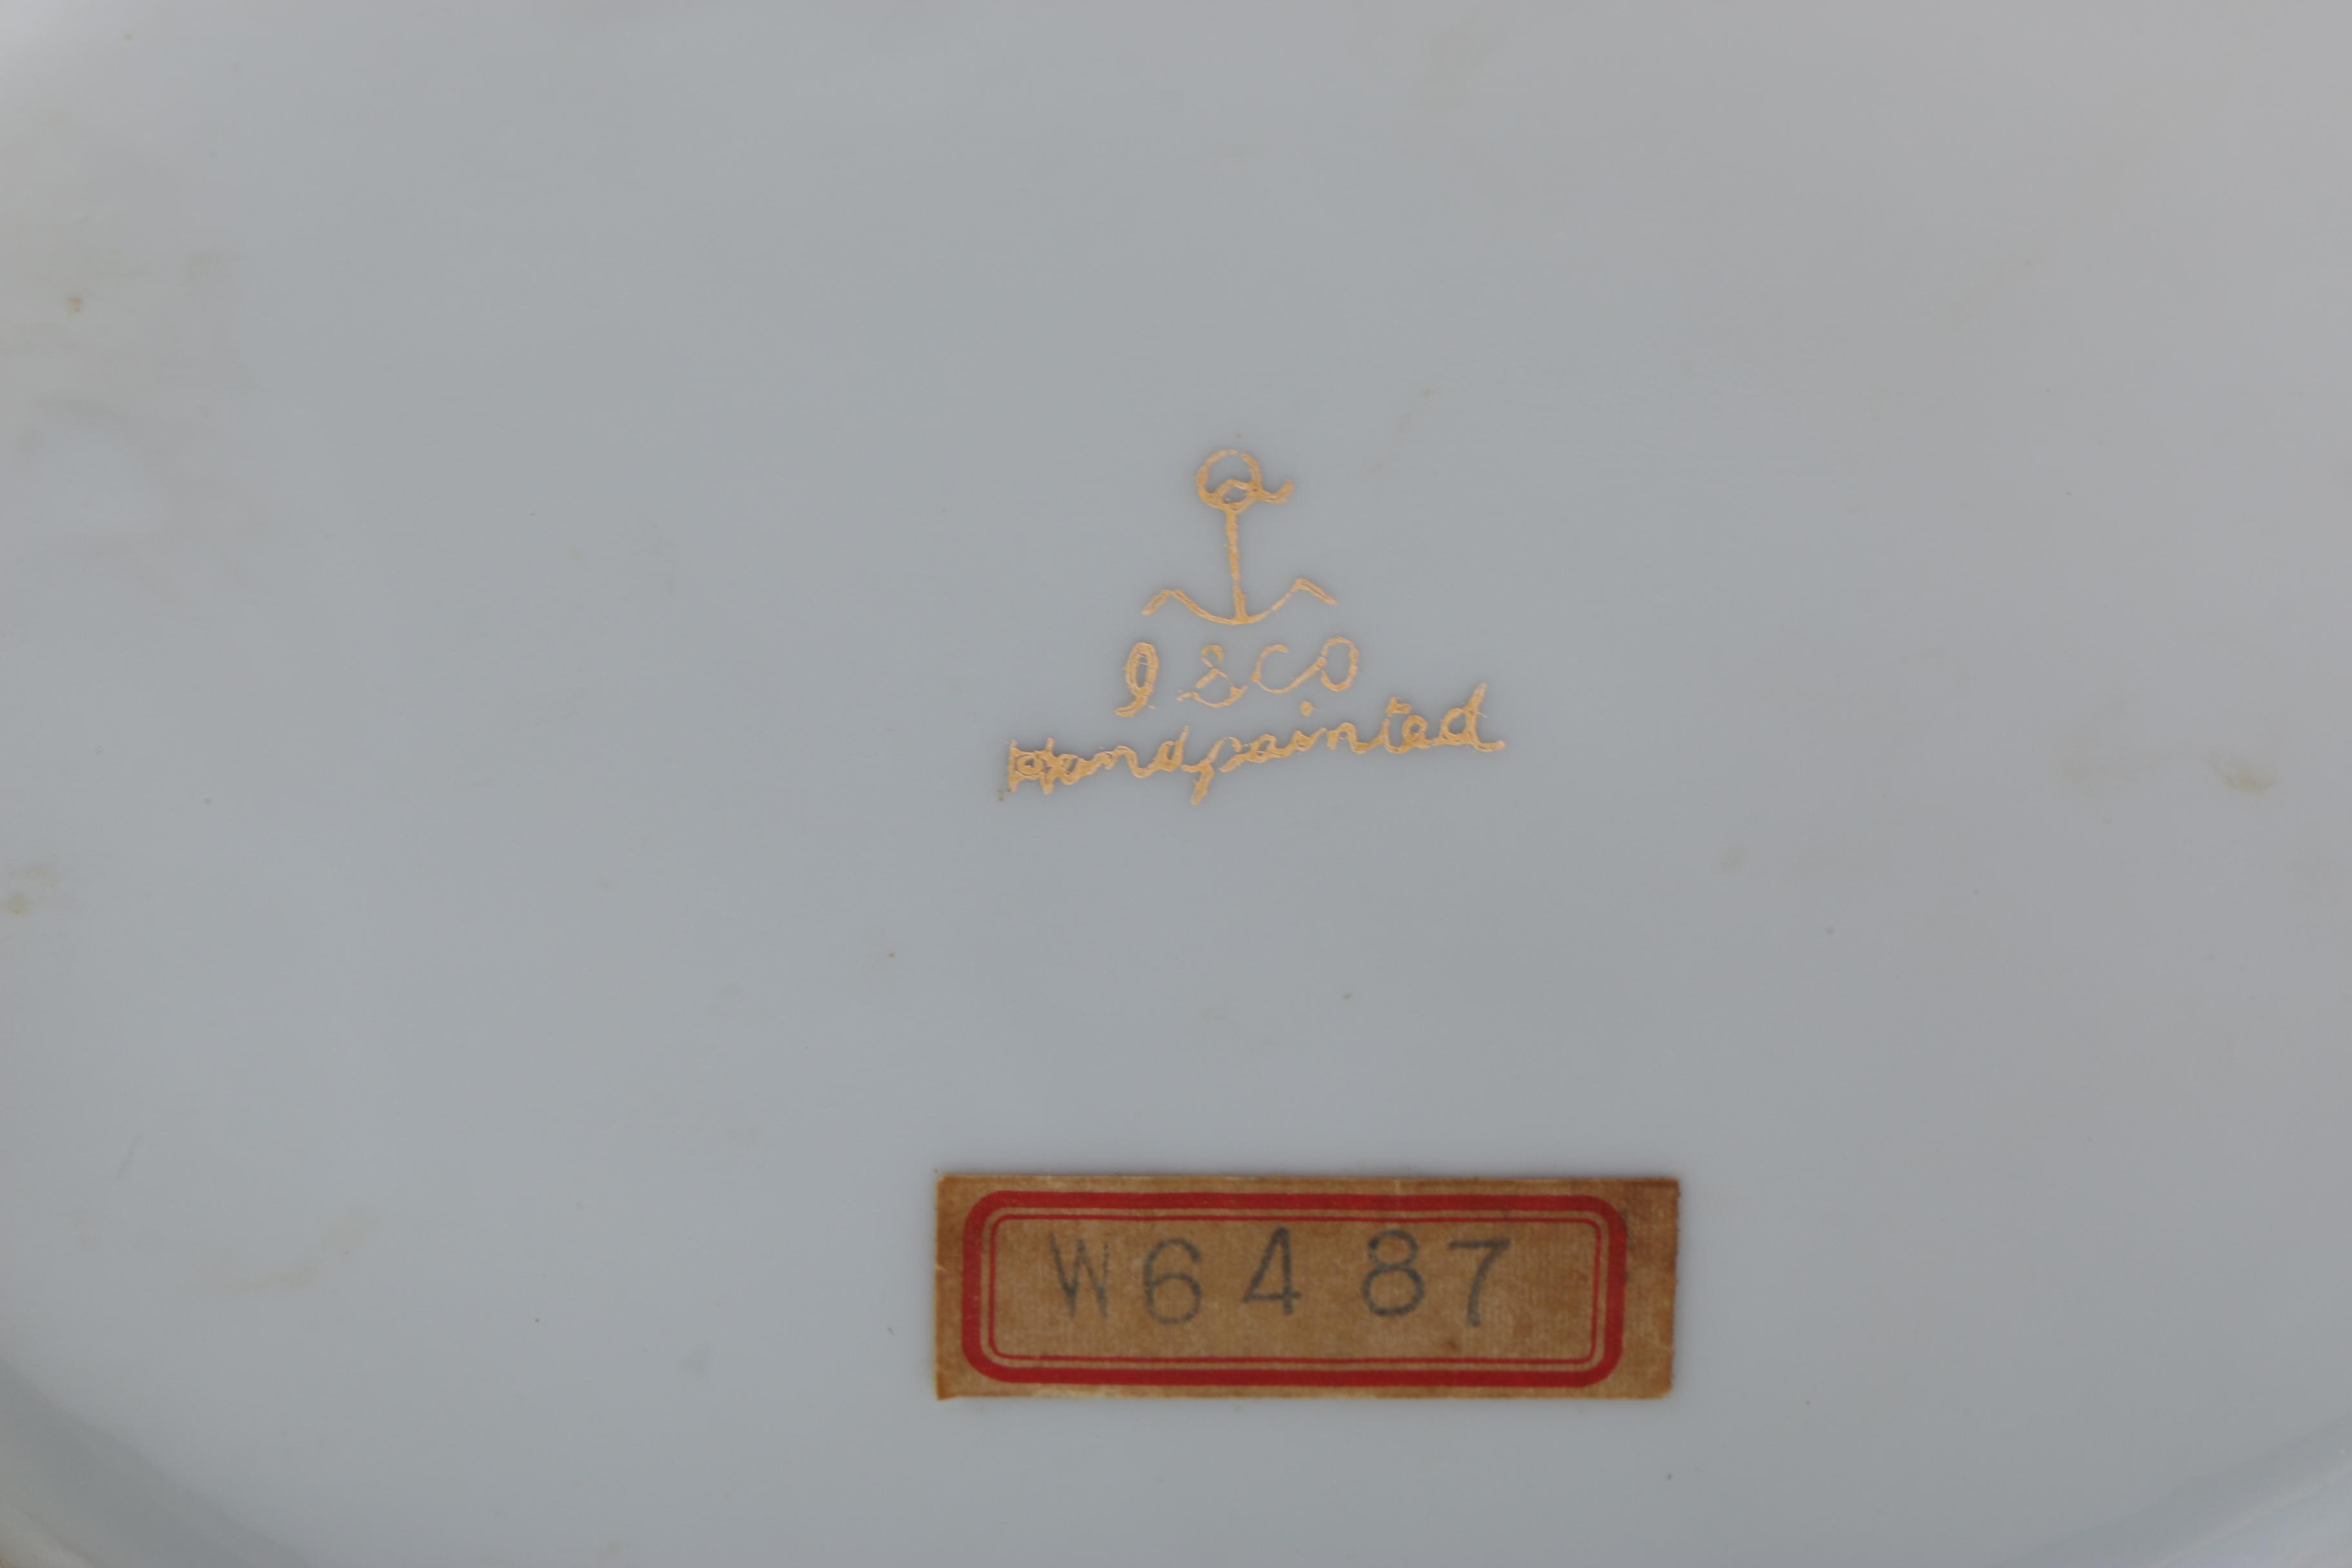 I & CO
Handpainted
W6487